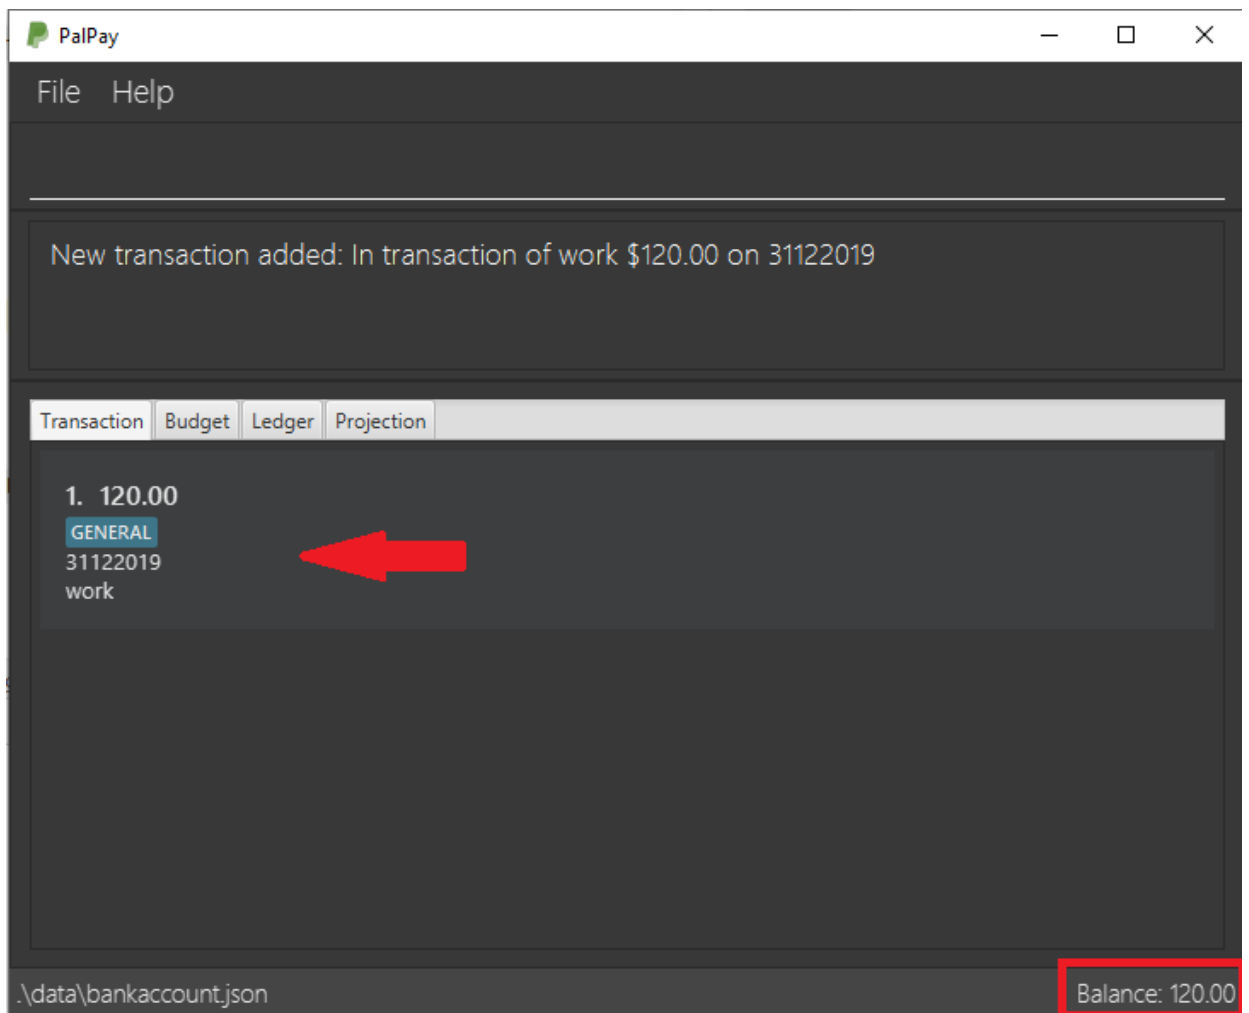 PalPay
File Help
New transaction added: In transaction of work $120.00 on 31122019
Transaction Budget Ledger Projection
1. 120.00
GENERAL
31122019
work
.\data\bankaccount.json
Balance: 120.00